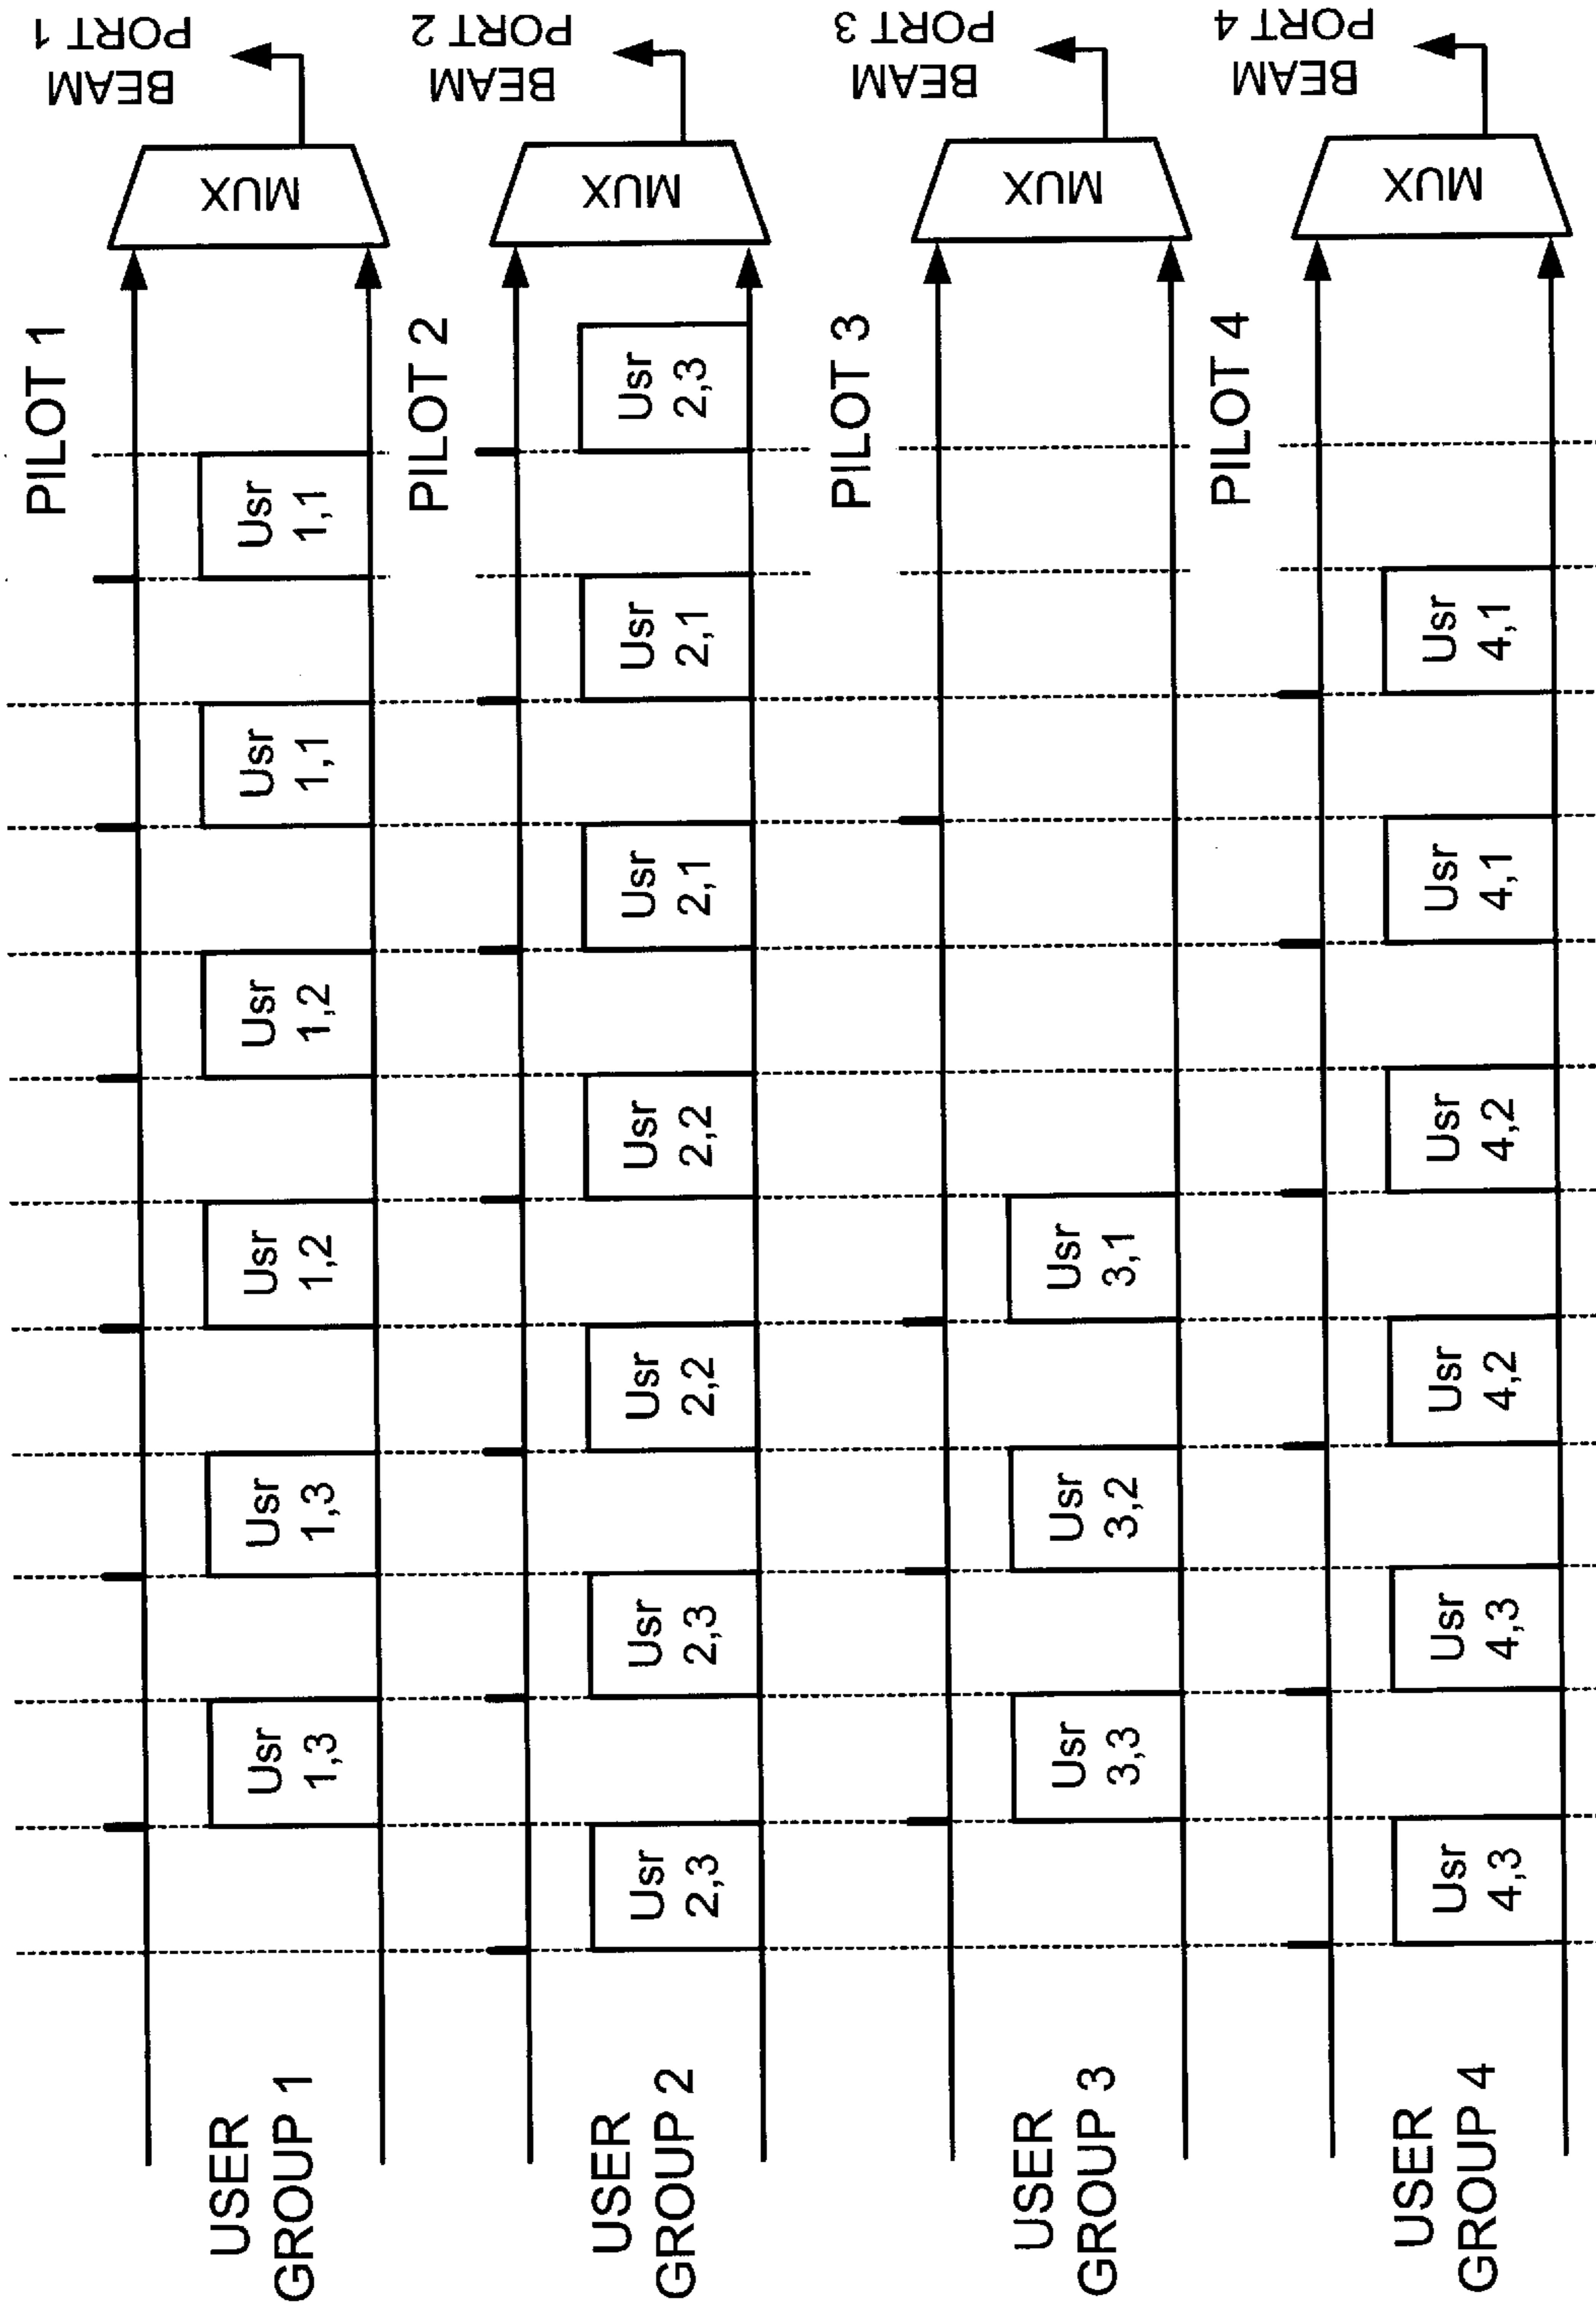 PILOT 1
USER
GROUP 1
Usr
1,3
Usr
1,3
Usr
1,2
Usr
1,2
Usr
1,1
Usr
1,1
MUX
BEAM
PORT 1
PILOT 2
USER
GROUP 2
Usr
2,3
Usr
2,3
Usr
2,2
Usr
2,2
Usr
2,1
Usr
2,1
Usr
2,3
MUX
BEAM
PORT 2
PILOT 3
USER
GROUP 3
Usr
3,3
Usr
3,2
Usr
3,1
MUX
BEAM
PORT 3
PILOT 4
USER
GROUP 4
Usr
4,3
Usr
4,3
Usr
4,2
Usr
4,2
Usr
4,1
Usr
4,1
MUX
BEAM
PORT 4